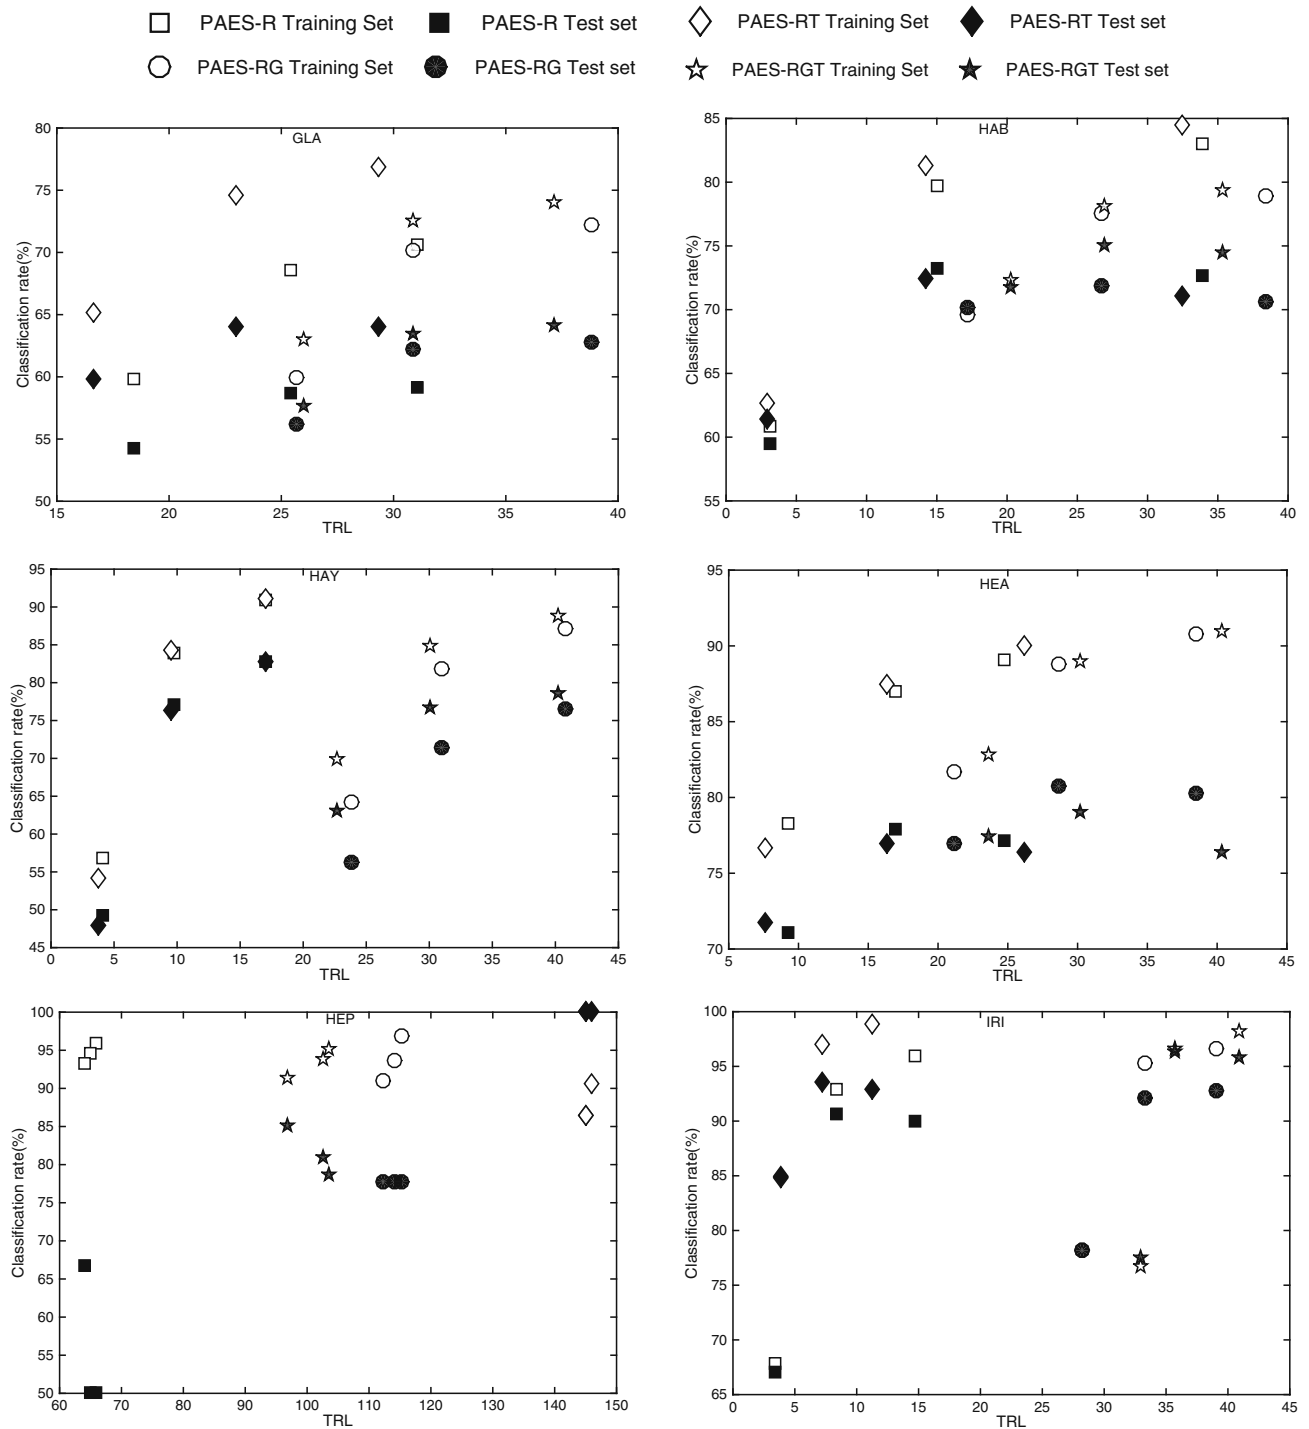 PAES-R Training Set PAES-R Test set PAES-RT Training Set PAES-RT Test set
PAES-RG Training Set PAES-RG Test set PAES-RGT Training Set PAES-RGT Test set
GLA
Classification rate(%)
80
75
70
65
60
55
50
15 20 25 30 35 40
TRL
HAB
Classification rate(%)
85
80
75
70
65
60
55
0 5 10 15 20 25 30 35 40
TRL
HAY
Classification rate(%)
95
90
85
80
75
70
65
60
55
50
45
0 5 10 15 20 25 30 35 40 45
TRL
HEA
Classification rate(%)
95
90
85
80
75
70
5 10 15 20 25 30 35 40 45
TRL
HEP
Classification rate(%)
100
95
90
85
80
75
70
65
60
55
50
60 70 80 90 100 110 120 130 140 150
TRL
IRI
Classification rate(%)
100
95
90
85
80
75
70
65
0 5 10 15 20 25 30 35 40 45
TRL